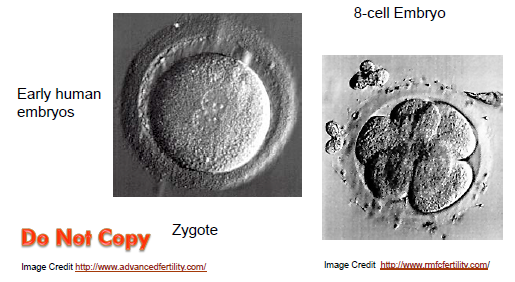 8-cell Embryo
Early human
embryos
Zygote
Do Not Copy
Image Credit http://www.advancedfertility.com/
Image Credit http://www.rmfcfertility.com/